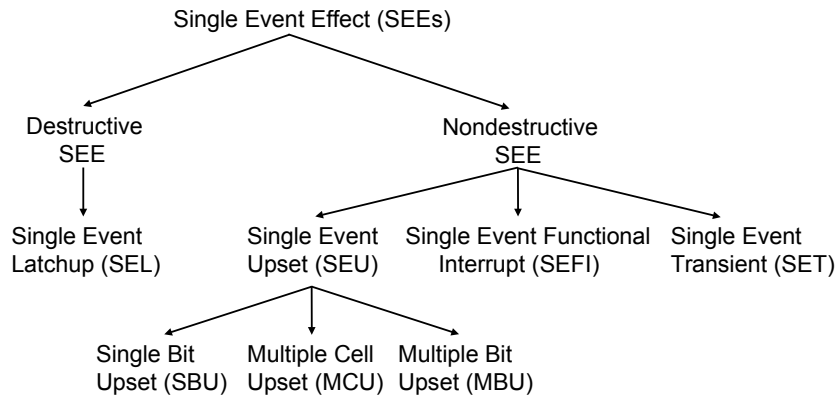 Single Event Effect (SEEs)
Destructive
SEE
Nondestructive
SEE
Single Event
Latchup (SEL)
Single Event
Upset (SEU)
Single Event Functional
Interrupt (SEFI)
Single Event
Transient (SET)
Single Bit
Upset (SBU)
Multiple Cell
Upset (MCU)
Multiple Bit
Upset (MBU)